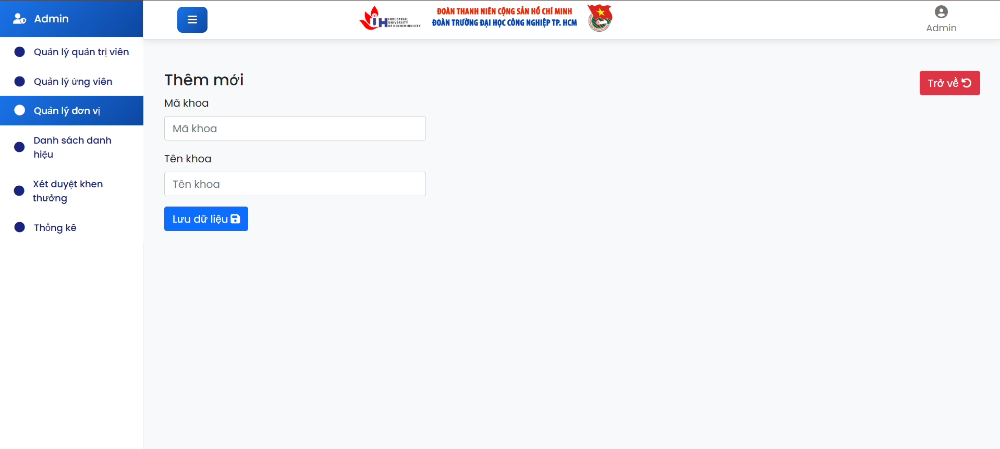 Admin
Quản lý quản trị viên
Quản lý ứng viên
Quản lý đơn vị
Danh sách danh
hiệu
Xét duyệt khen
thưởng
Thống kê
IUH INDUSTRIAL
UNIVERSITY
OF HOCHIMINH CITY
ĐOÀN THANH NIÊN CỘNG SẢN HỒ CHÍ MINH
ĐOÀN TRƯỜNG ĐẠI HỌC CÔNG NGHIỆP TP. HCM
Admin
Thêm mới
Trở về
Mã khoa
Mã khoa
Tên khoa
Tên khoa
Lưu dữ liệu